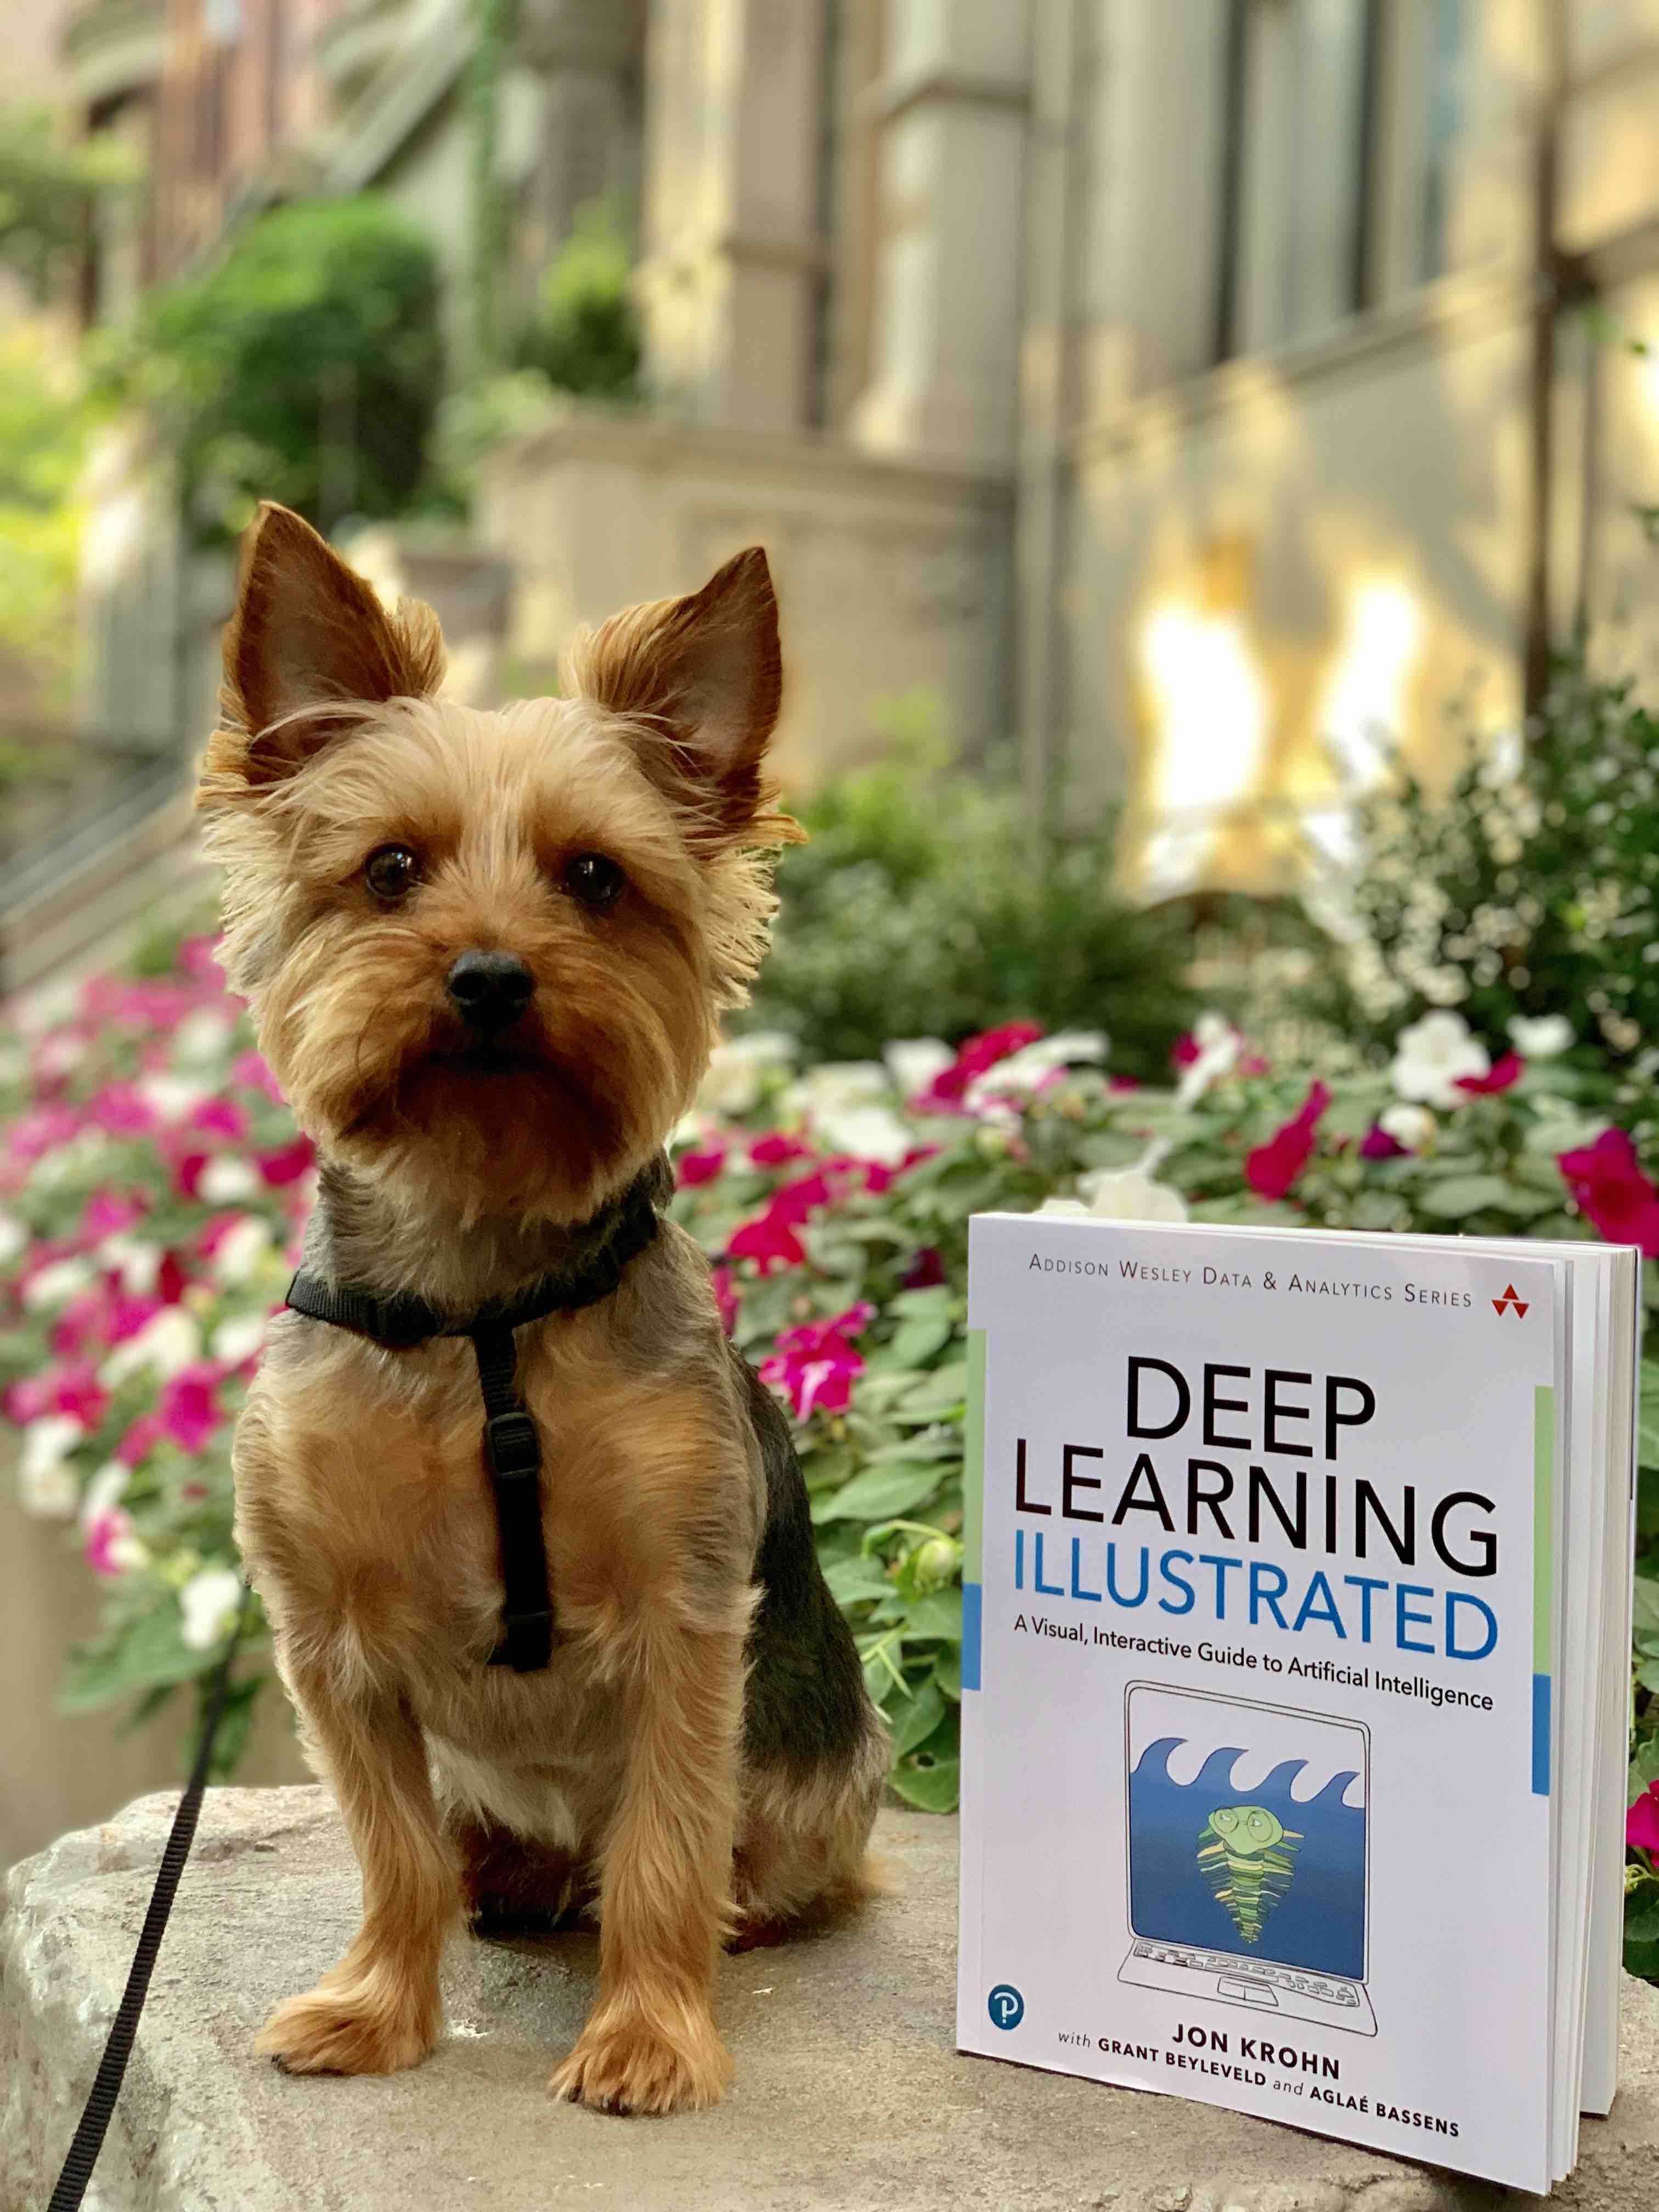 ADDISON WESLEY DATA & ANALYTICS SERIES
DEEP
LEARNING
ILLUSTRATED
A Visual, Interactive Guide to Artificial Intelligence
P
JON KROHN
with GRANT BEYLEVELD and AGLAÉ BASSENS